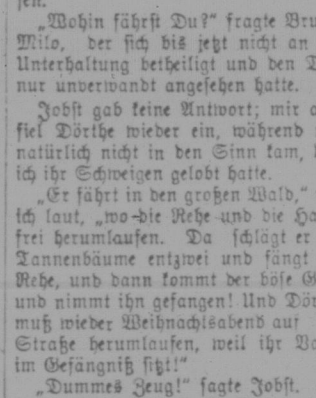 sen.
„Wohin fährst Du?“ fragte Bru
Milo, der sich bis jetzt nicht an
Unterhaltung betheiligt und den T
nur unverwandt angesehen hatte.
Jobst gab keine Antwort; mir a
fiel Dörthe wieder ein, während
natürlich nicht in den Sinn kam, 
ich ihr Schweigen gelobt hatte.
„Er fährt in den großen Wald,“
ich laut, „wo die Rehe und die Ha
frei herumlaufen. Da schlägt er
Tannenbäume entzwei und fängt
Rehe, und dann kommt der böse G
und nimmt ihn gefangen! Und Dör
muß wieder Weihnachtsabend auf
Straße herumlaufen, weil ihr Va
im Gefängniß sitzt!“
„Dummes Zeug!“ sagte Jobst.